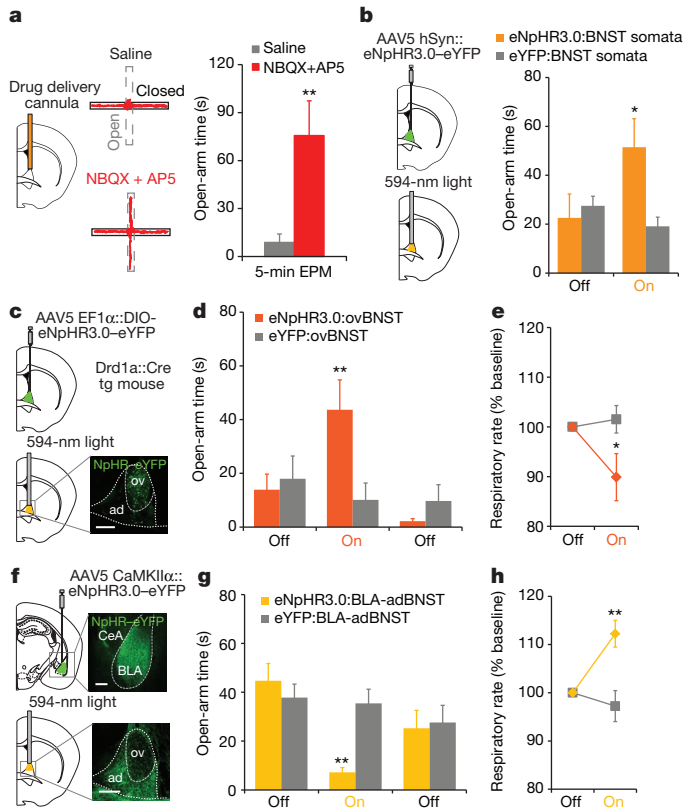 a
Saline
Drug delivery
cannula
Closed
Open
NBQX + AP5
Saline
NBQX+AP5
**
Open-arm time (s)
120
90
60
30
0
5-min EPM
b
AAV5 hSyn::
eNpHR3.0–eYFP
594-nm light
eNpHR3.0:BNST somata
eYFP:BNST somata
*
Open-arm time (s)
80
60
40
20
0
Off
On
c
AAV5 EF1α::DIO-
eNpHR3.0–eYFP
Drd1a::Cre
tg mouse
594-nm light
NpHR–eYFP
ov
ad
d
eNpHR3.0:ovBNST
eYFP:ovBNST
**
Open-arm time (s)
80
60
40
20
0
Off
On
Off
e
Respiratory rate (% baseline)
120
110
100
90
80
*
Off
On
f
AAV5 CaMKIIα::
eNpHR3.0–eYFP
NpHR–eYFP
CeA
BLA
594-nm light
ov
ad
g
eNpHR3.0:BLA-adBNST
eYFP:BLA-adBNST
**
Open-arm time (s)
80
60
40
20
0
Off
On
Off
h
Respiratory rate (% baseline)
120
110
100
90
80
**
Off
On